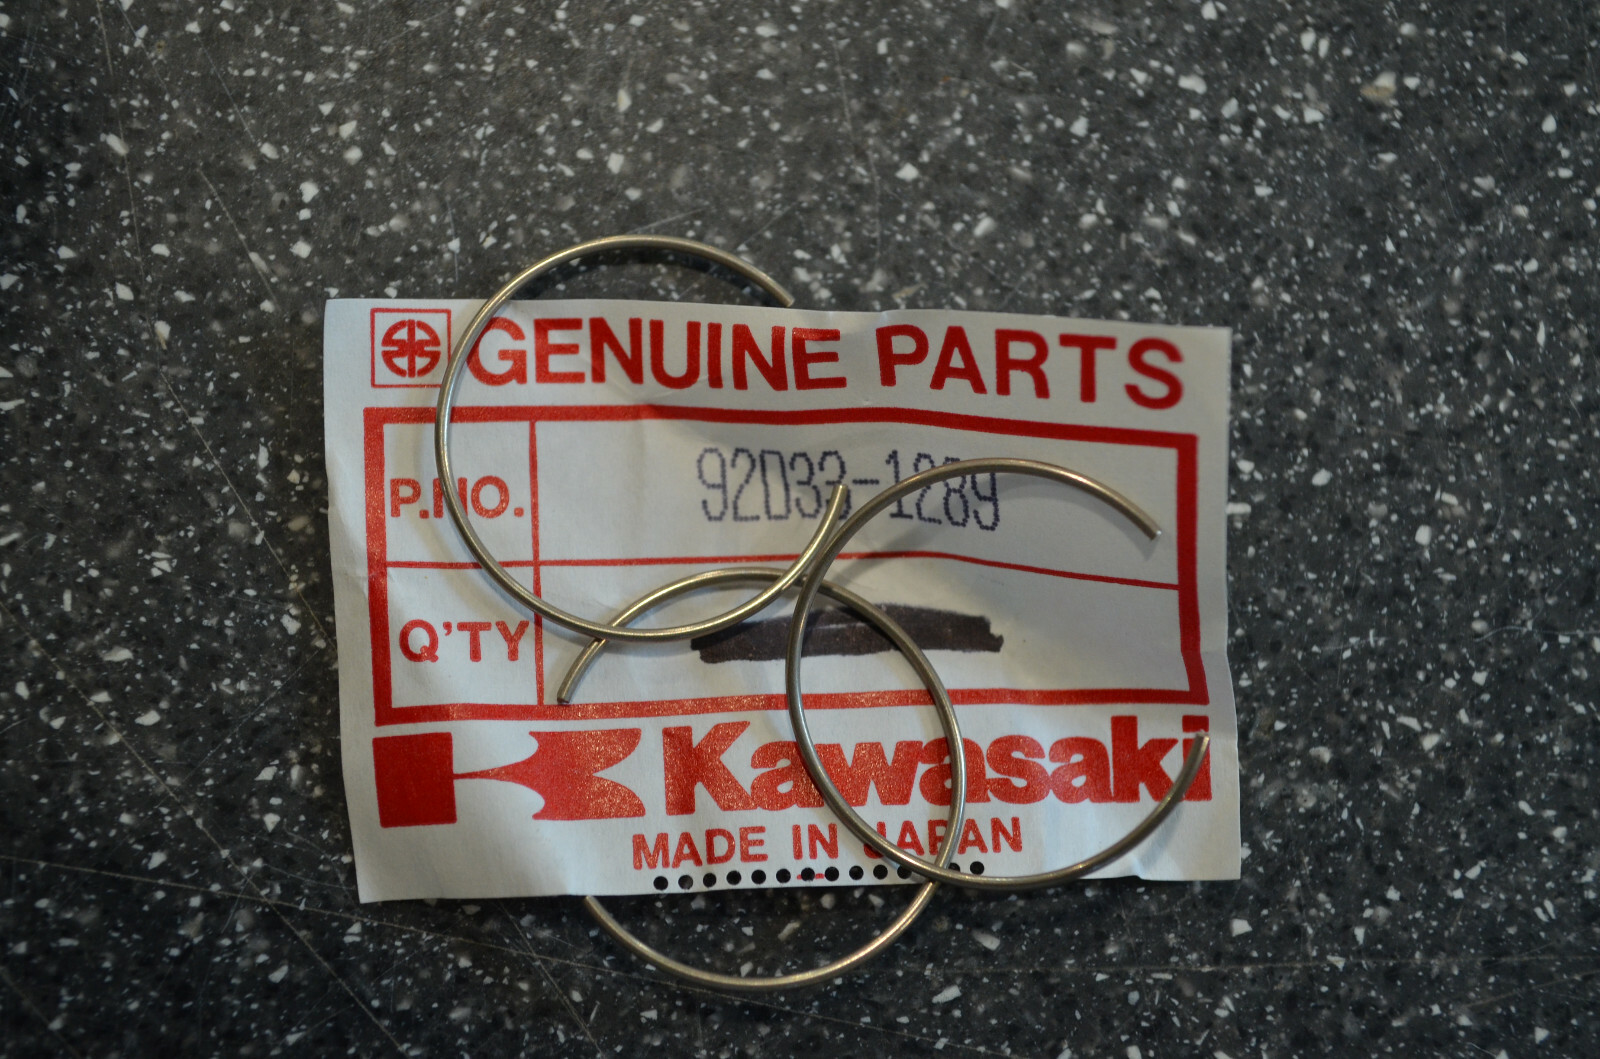 GENUINE PARTS
P.NO. 92033-1289
Q'TY
Kawasaki
MADE IN JAPAN